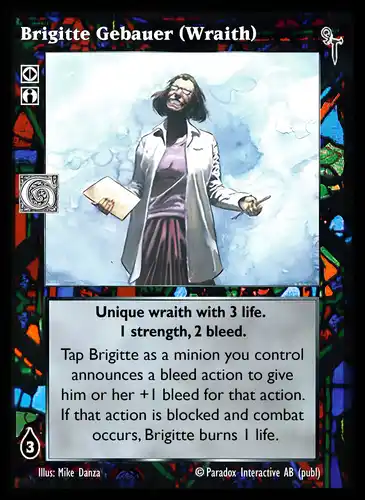 Brigitte Gebauer (Wraith)
Unique wraith with 3 life.
1 strength, 2 bleed.
Tap Brigitte as a minion you control
announces a bleed action to give
him or her +1 bleed for that action.
If that action is blocked and combat
occurs, Brigitte burns 1 life.
3
Illus: Mike Danza
© Paradox Interactive AB (publ)